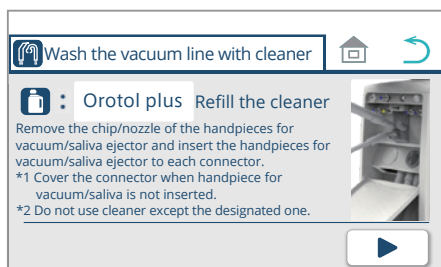 Wash the vacuum line with cleaner
: Orotol plus Refill the cleaner
Remove the chip/nozzle of the handpieces for
vacuum/saliva ejector and insert the handpieces for
vacuum/saliva ejector to each connector.
*1 Cover the connector when handpiece for
vacuum/saliva is not inserted.
*2 Do not use cleaner except the designated one.